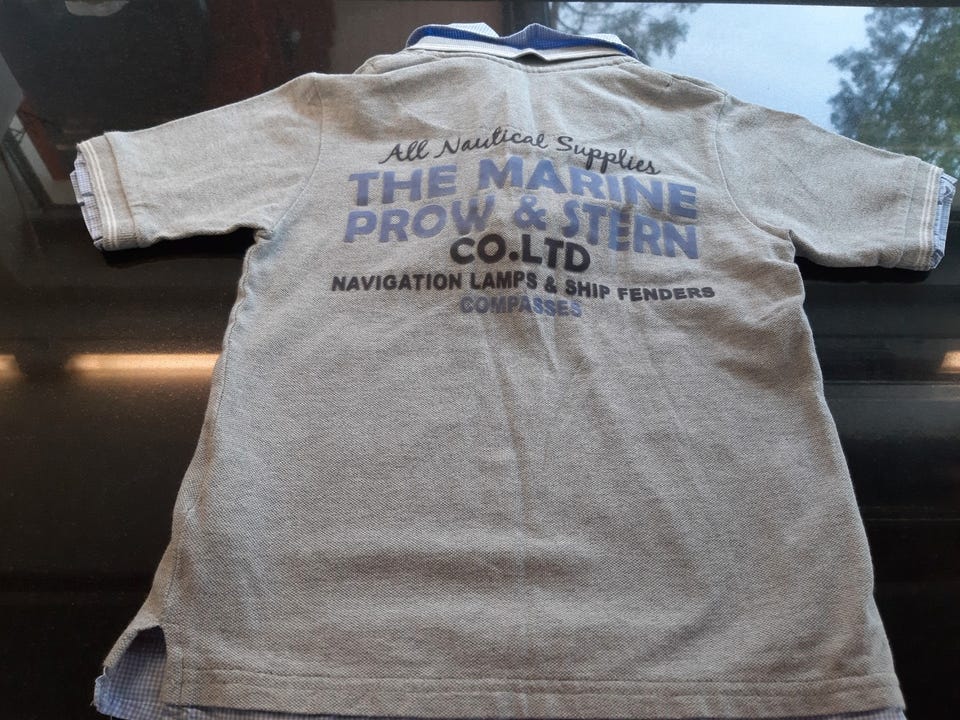 All Nautical Supplies
THE MARINE
PROW & STERN
CO.LTD
NAVIGATION LAMPS & SHIP FENDERS
COMPASSES